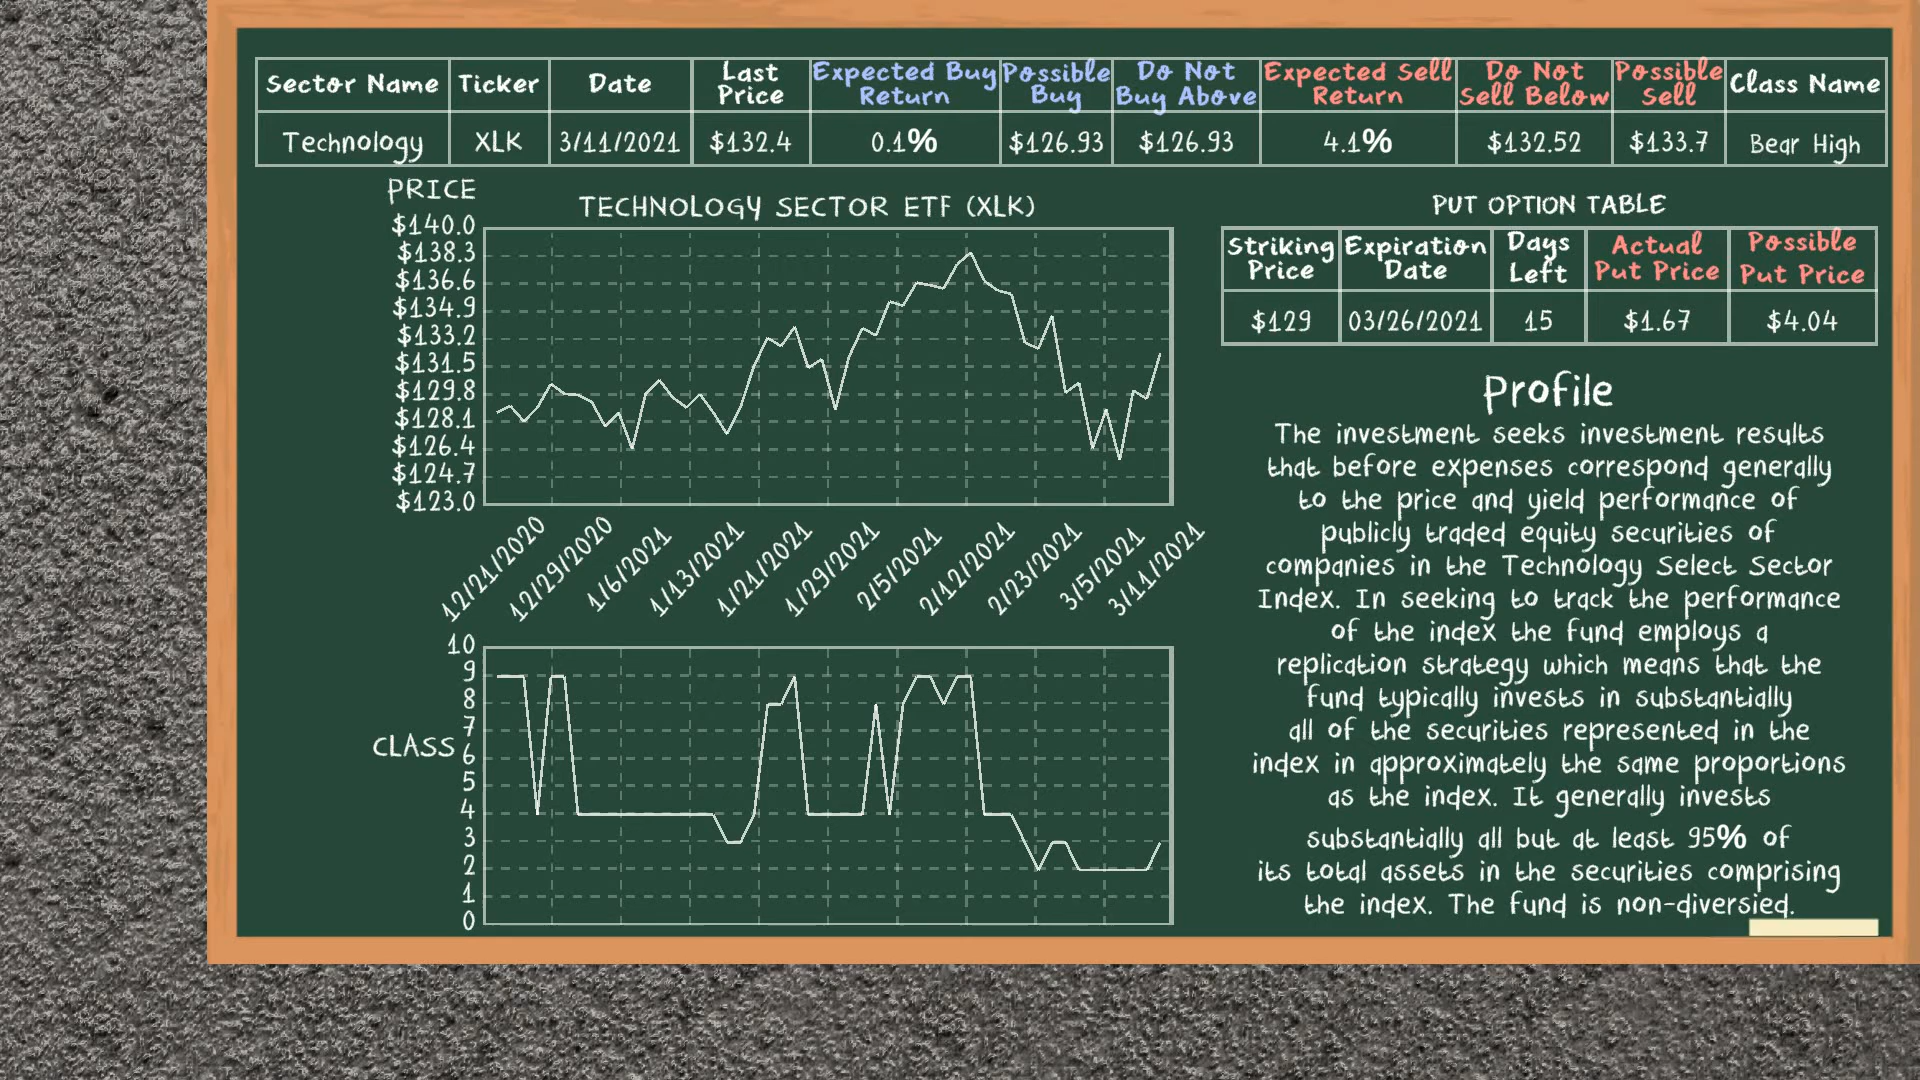 Sector Name Ticker Date Last Price Expected Buy Return Possible Buy Do Not Buy Above Expected Sell Return Do Not Sell Below Possible Sell Class Name
Technology XLK 3/11/2021 $132.4 0.1% $126.93 $126.93 4.1% $132.52 $133.7 Bear High
PRICE
TECHNOLOGY SECTOR ETF (XLK)
$140.0
$138.3
$136.6
$134.9
$133.2
$131.5
$129.8
$128.1
$126.4
$124.7
$123.0
12/21/2020 12/29/2020 1/6/2021 1/13/2021 1/21/2021 1/29/2021 2/5/2021 2/12/2021 2/23/2021 3/5/2021 3/11/2021
10
9
8
7
CLASS 6
5
4
3
2
1
0
PUT OPTION TABLE
Striking Price Expiration Date Days Left Actual Put Price Possible Put Price
$129 03/26/2021 15 $1.67 $4.04
Profile
The investment seeks investment results
that before expenses correspond generally
to the price and yield performance of
publicly traded equity securities of
companies in the Technology Select Sector
Index. In seeking to track the performance
of the index the fund employs a
replication strategy which means that the
fund typically invests in substantially
all of the securities represented in the
index in approximately the same proportions
as the index. It generally invests
substantially all but at least 95% of
its total assets in the securities comprising
the index. The fund is non-diversied.